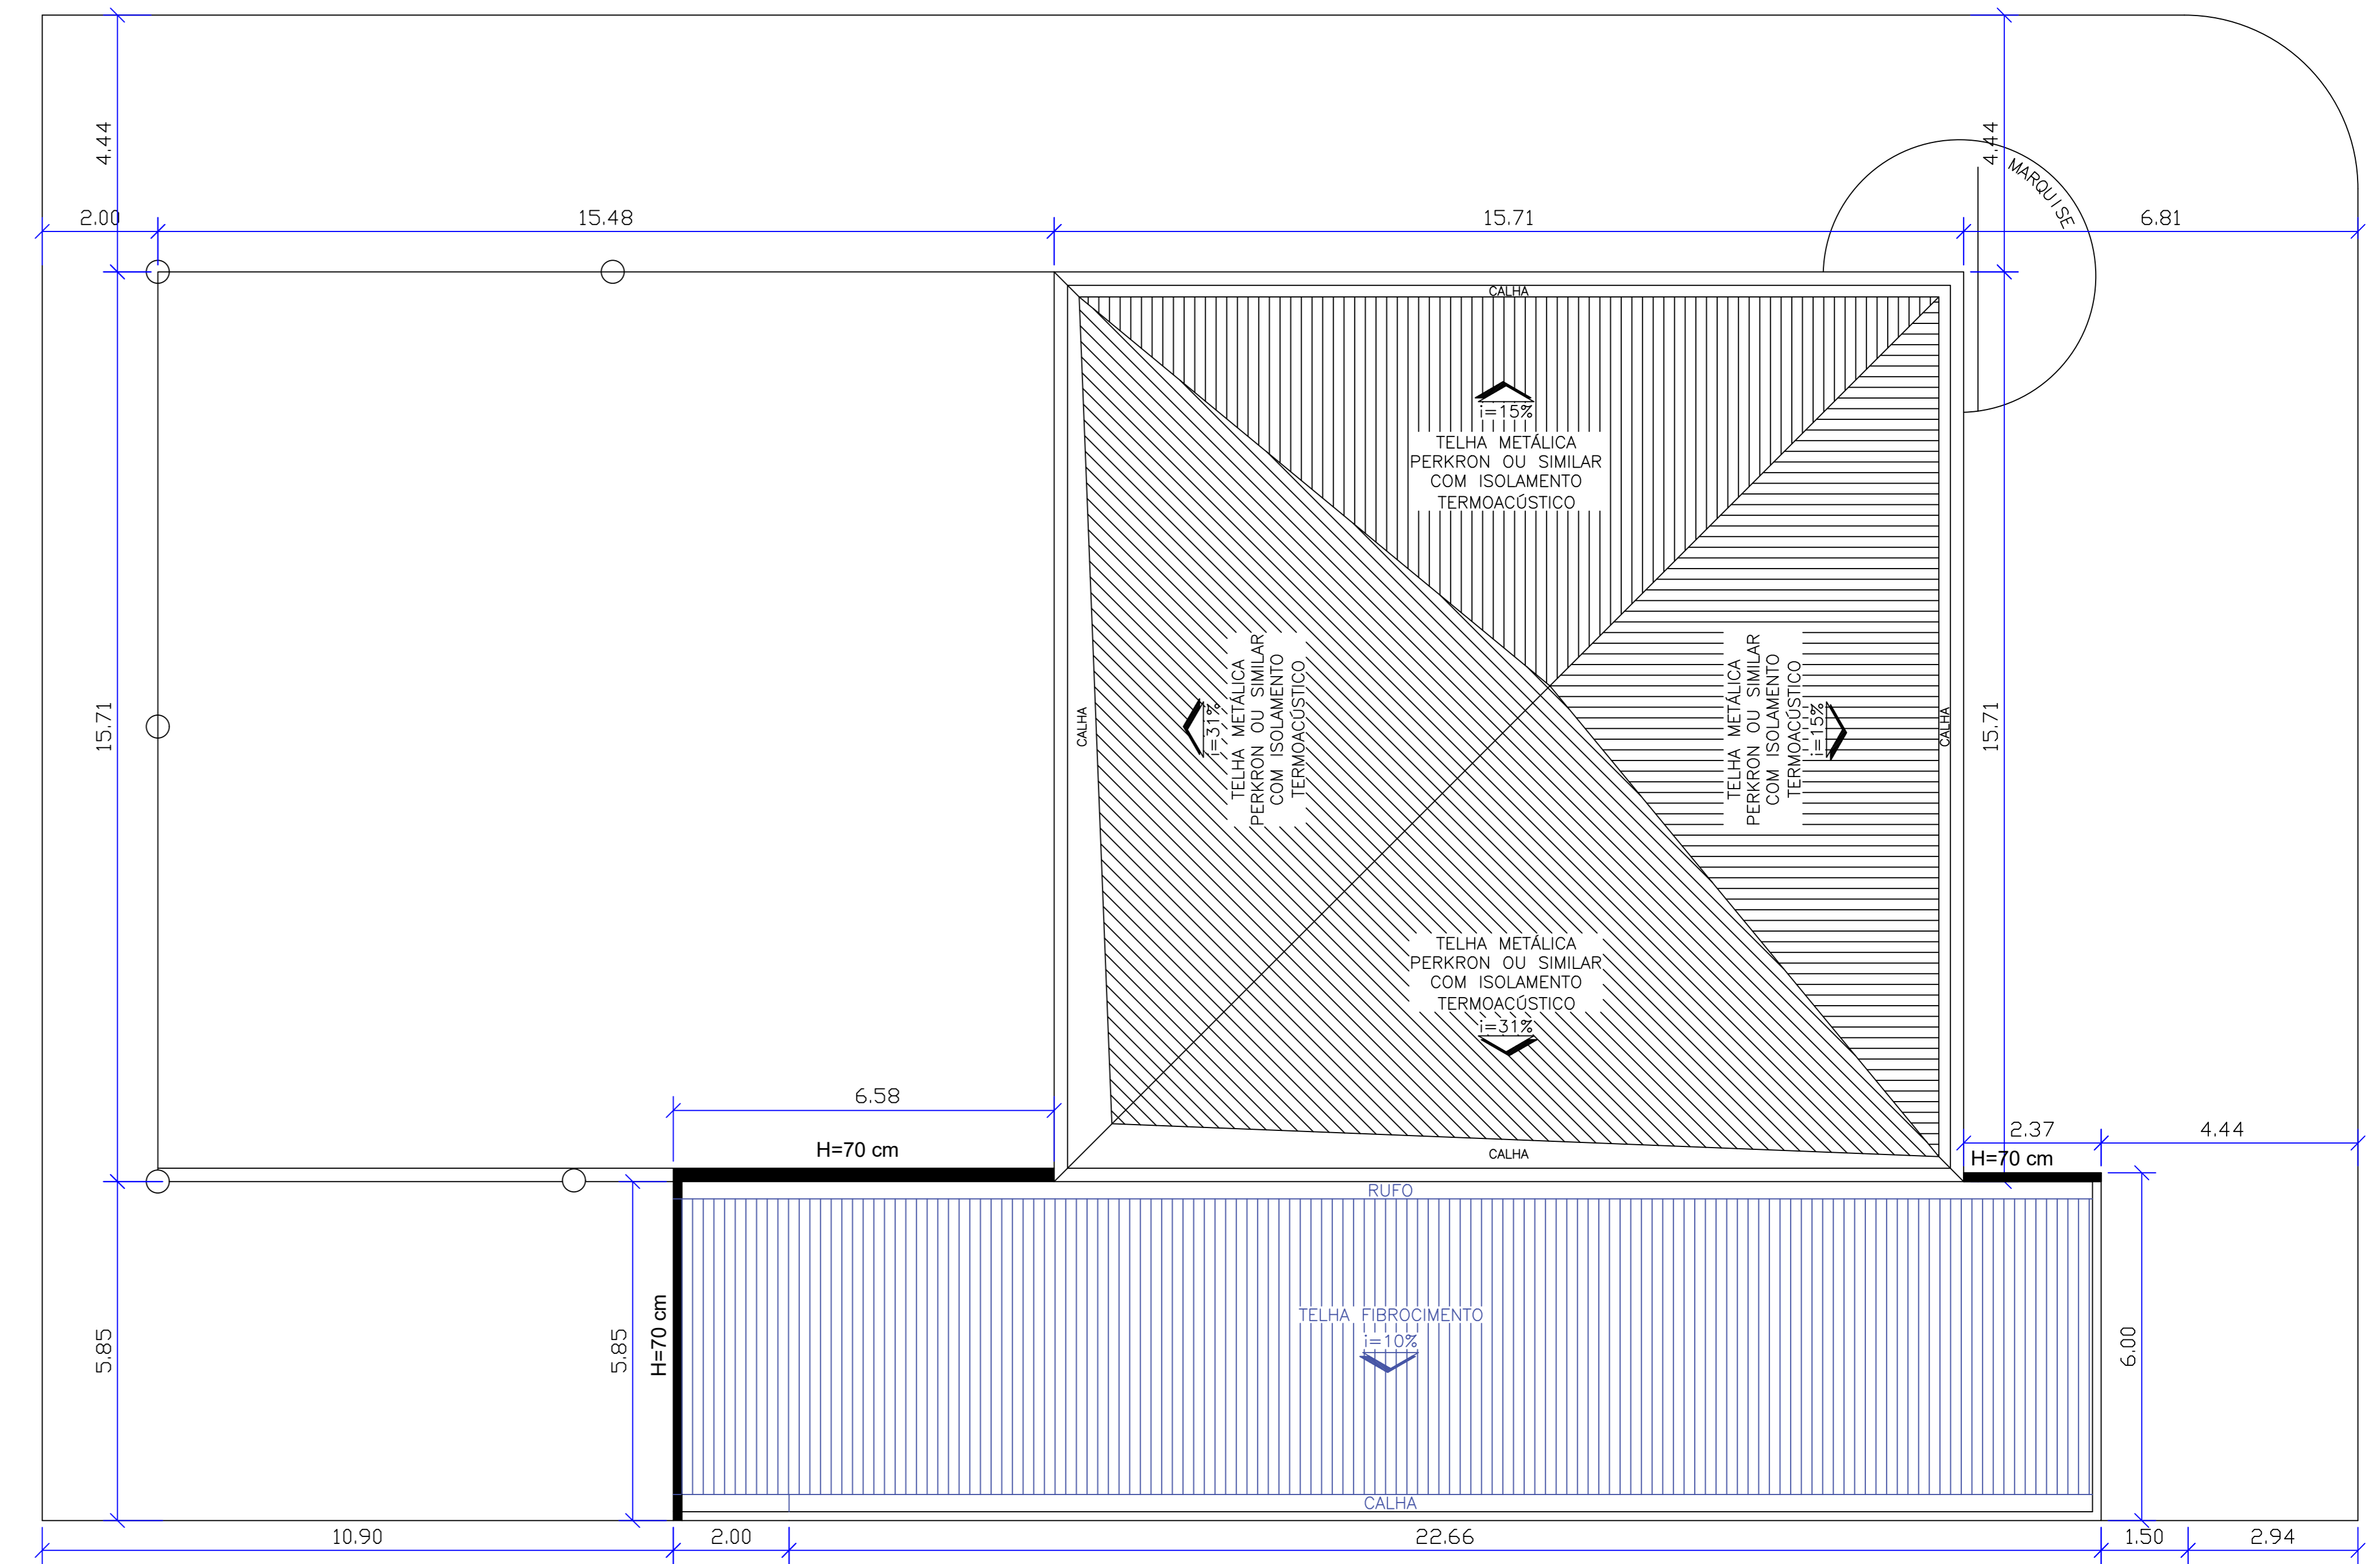 4.44
4.44
MARQUISE
2.00
15.48
15.71
6.81
CALHA
i=15%
TELHA METÁLICA
PERKRON OU SIMILAR
COM ISOLAMENTO
TERMOACÚSTICO
15.71
CALHA
i=31%
TELHA METÁLICA
PERKRON OU SIMILAR
COM ISOLAMENTO
TERMOACÚSTICO
TELHA METÁLICA
PERKRON OU SIMILAR
COM ISOLAMENTO
TERMOACÚSTICO
i=15%
CALHA
15.71
TELHA METÁLICA
PERKRON OU SIMILAR
COM ISOLAMENTO
TERMOACÚSTICO
i=31%
6.58
H=70 cm
CALHA
2.37
4.44
H=70 cm
RUFO
5.85
5.85
H=70 cm
TELHA FIBROCIMENTO
i=10%
6.00
CALHA
10.90
2.00
22.66
1.50
2.94